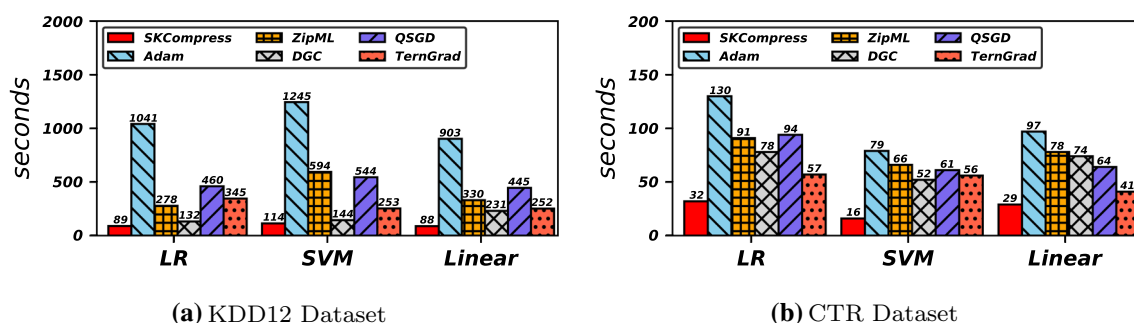 2000
1500
1000
500
0
seconds
SKCompress ZipML QSGD
Adam DGC TernGrad
89 1041 278 132 460 345
114 1245 594 144 544 253
88 903 330 231 445 252
LR SVM Linear
(a) KDD12 Dataset
200
150
100
50
0
seconds
SKCompress ZipML QSGD
Adam DGC TernGrad
32 130 91 78 94 57
16 79 66 52 61 56
29 97 78 74 64 41
LR SVM Linear
(b) CTR Dataset